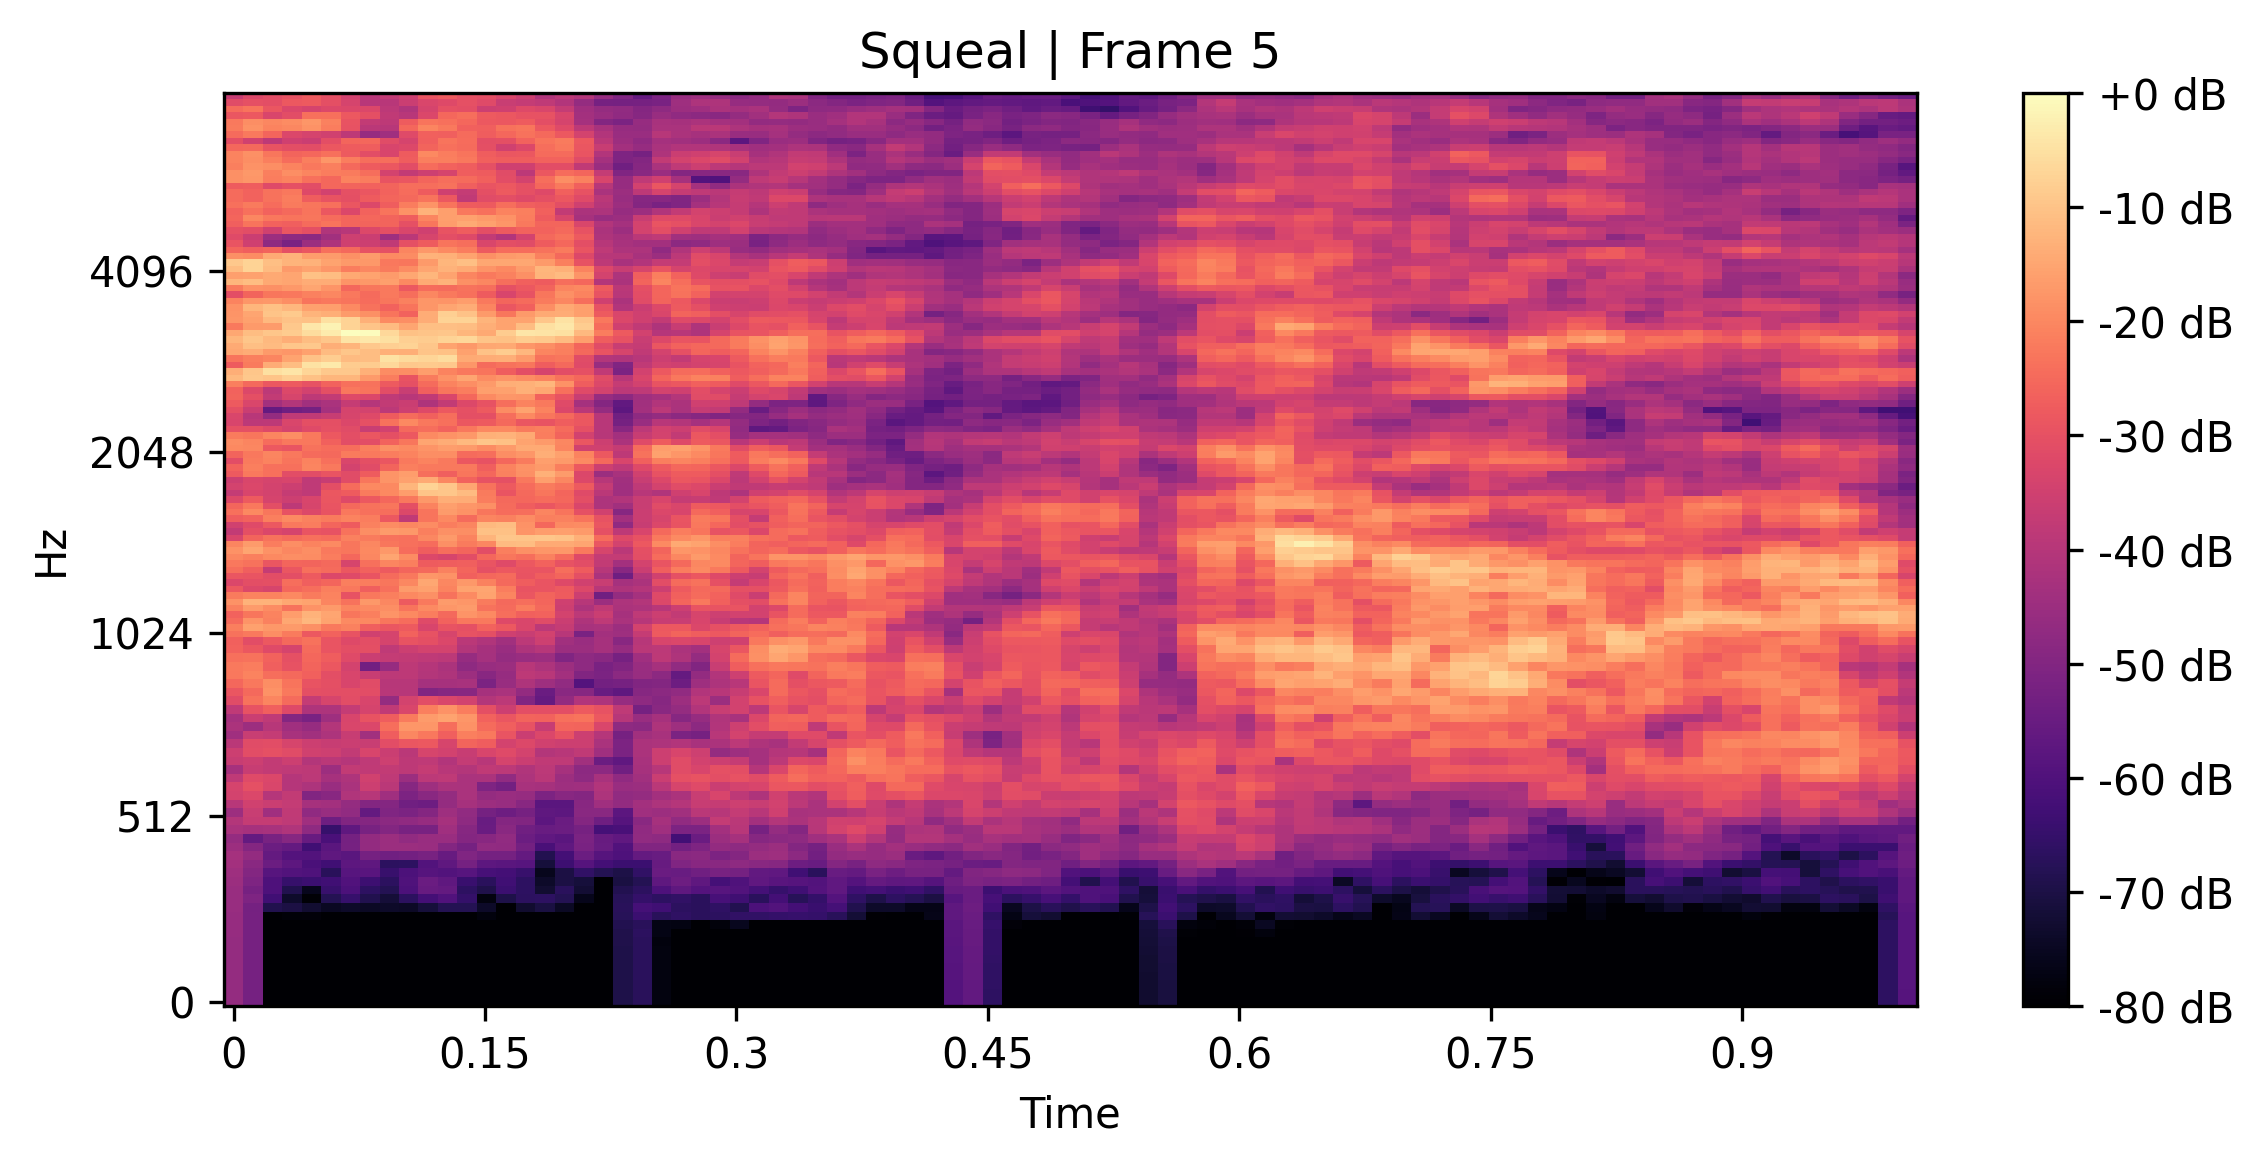 Squeal | Frame 5
+0 dB
-10 dB
-20 dB
-30 dB
-40 dB
-50 dB
-60 dB
-70 dB
-80 dB
Hz
4096
2048
1024
512
0
0
0.15
0.3
0.45
0.6
0.75
0.9
Time